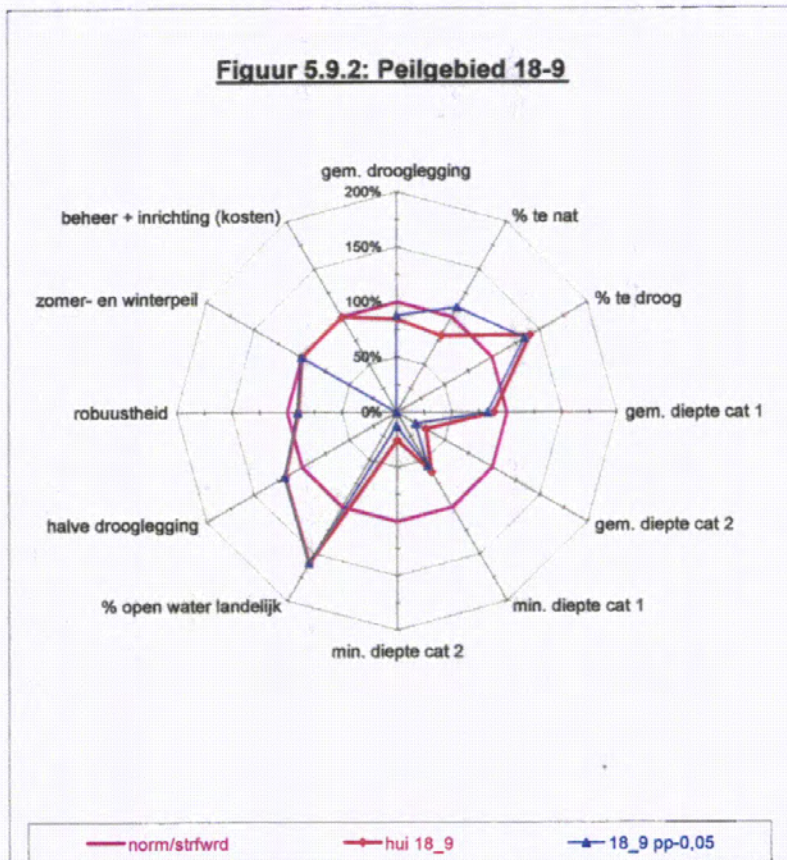 Figuur 5.9.2: Peilgebied 18-9
gem. drooglegging
200%
beheer + inrichting (kosten)
% te nat
150%
zomer- en winterpeil
% te droog
100%
50%
robuustheid
0%
gem. diepte cat 1
halve drooglegging
gem. diepte cat 2
% open water landelijk
min. diepte cat 1
min. diepte cat 2
norm/strfwrd
hui 18_9
18_9 pp-0,05